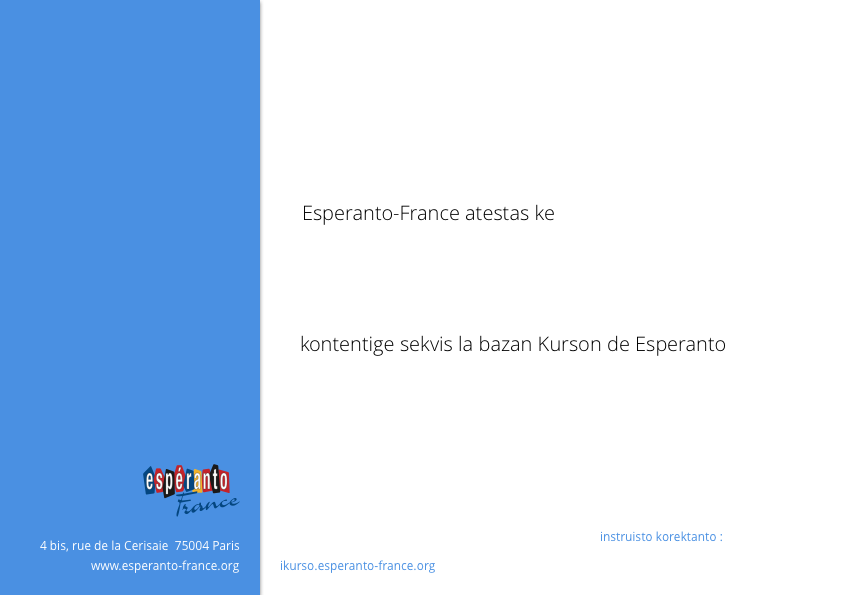 Esperanto-France atestas ke
kontentige sekvis la bazan Kurson de Esperanto
espéranto
France
4 bis, rue de la Cerisaie 75004 Paris
www.esperanto-france.org
instruisto korektanto :
ikurso.esperanto-france.org